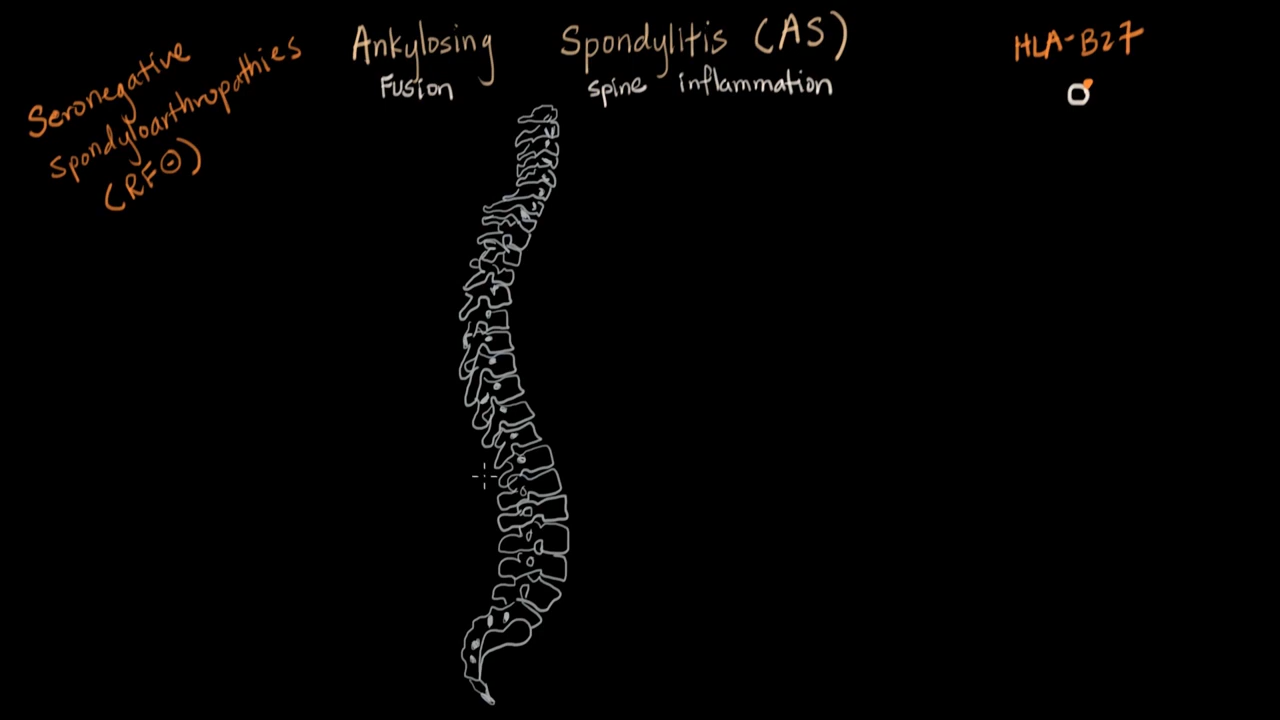 Ankylosing Spondylitis (AS)
Fusion spine inflammation
HLA-B27
Seronegative
spondyloarthropathies
(RF⊖)